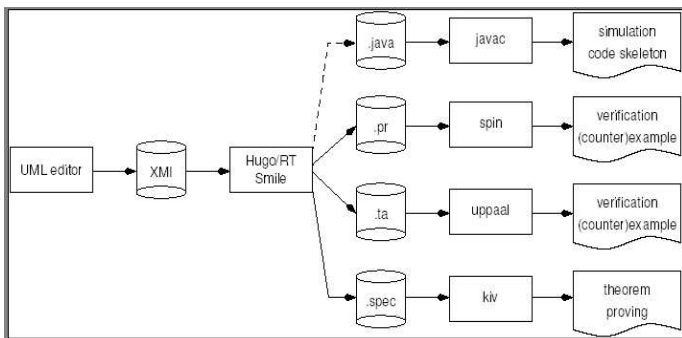 .java
javac
simulation
code skeleton
.pr
spin
verification
(counter)example
UML editor
XMI
Hugo/RT
Smile
.ta
uppaal
verification
(counter)example
.spec
kiv
theorem
proving